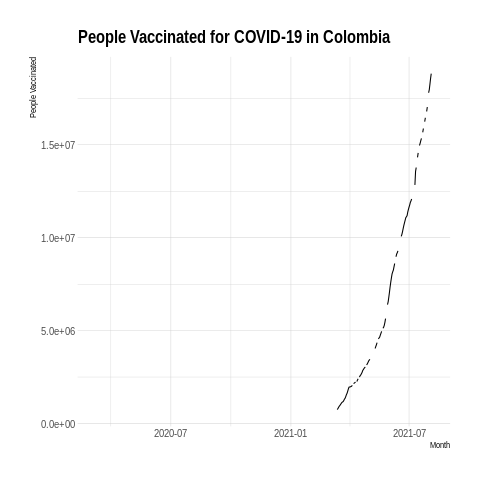 People Vaccinated for COVID-19 in Colombia
People Vaccinated
1.5e+07
1.0e+07
5.0e+06
0.0e+00
2020-07
2021-01
2021-07
Month